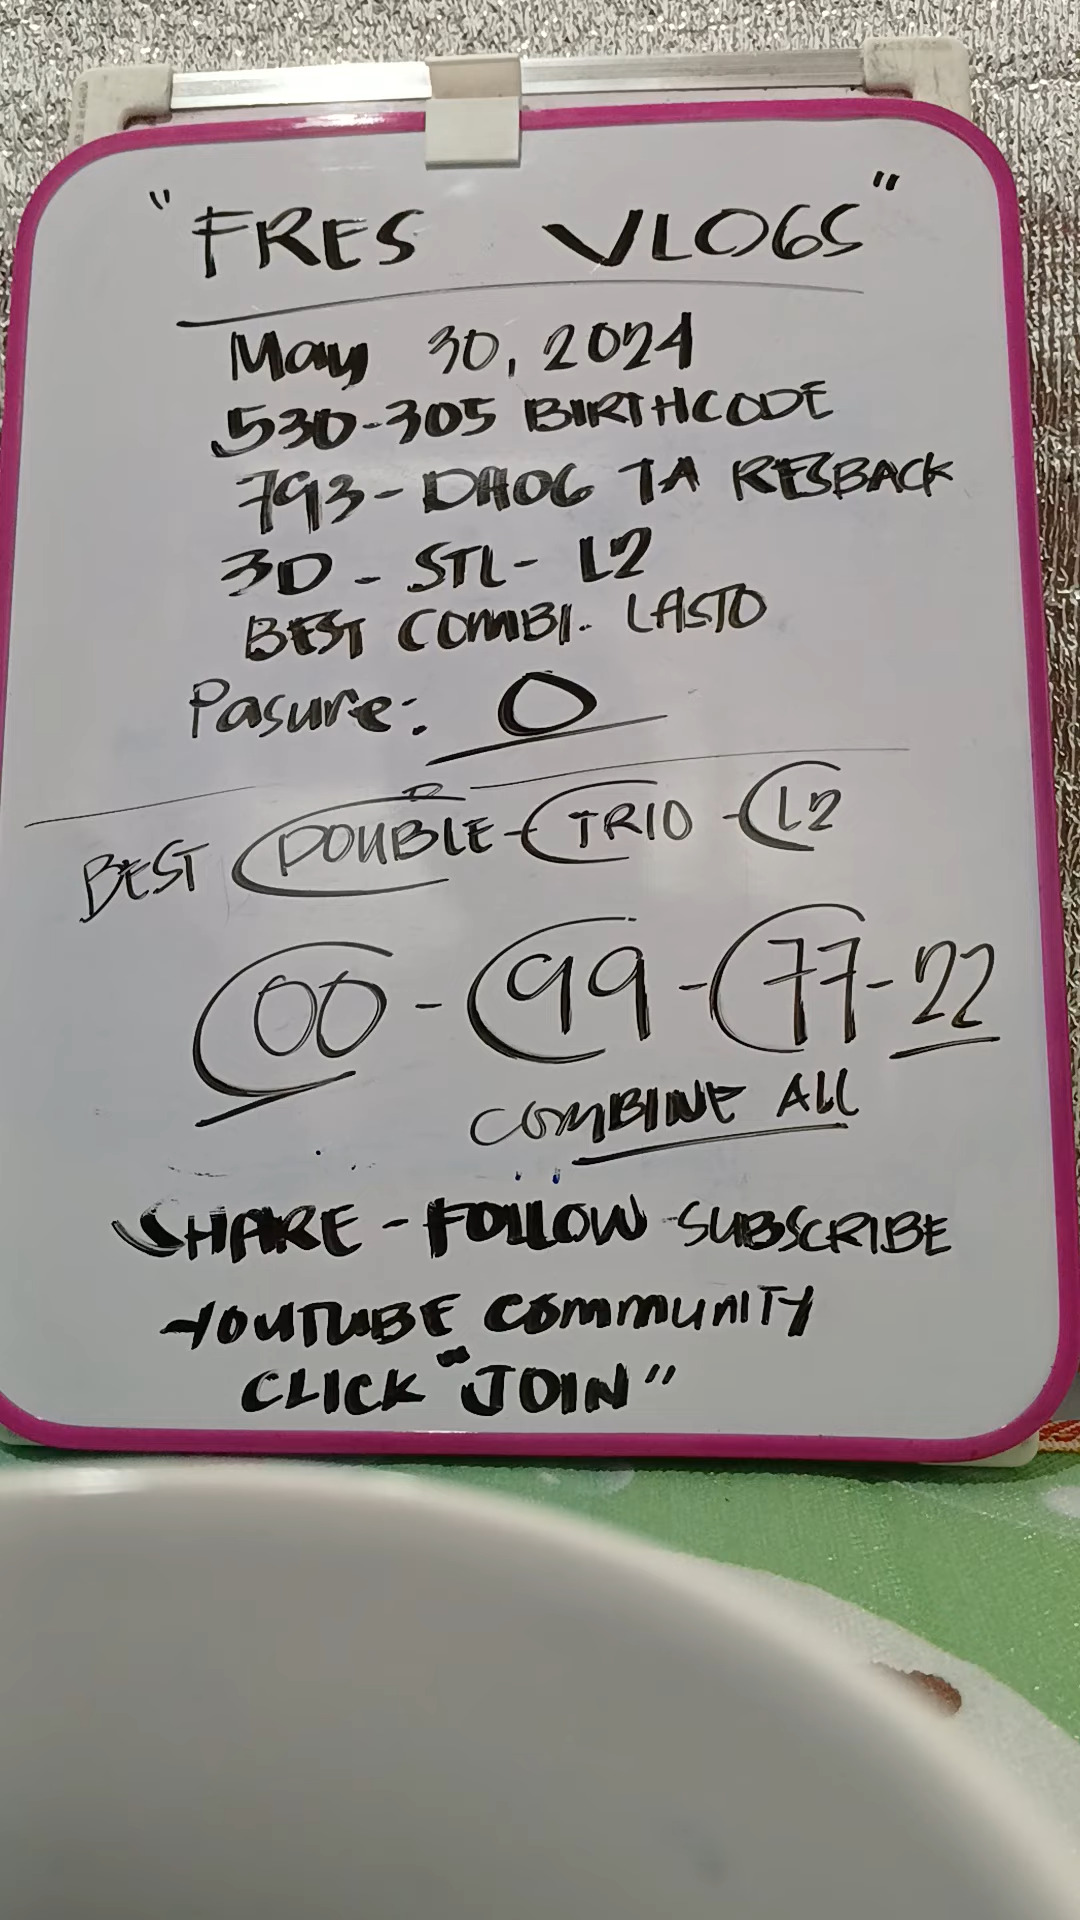 "FRES VLOGS"
May 30, 2024
530-305 BIRTHCODE
793-DHOG TA RESBACK
3D - STL - L2
BEST COMBI. LASTO
Pasure: 0
BEST DOUBLE - TRIO - L2
00 - 99 - 77 - 22
COMBINE ALL
SHARE - FOLLOW SUBSCRIBE
YOUTUBE COMMUNITY
CLICK "JOIN"